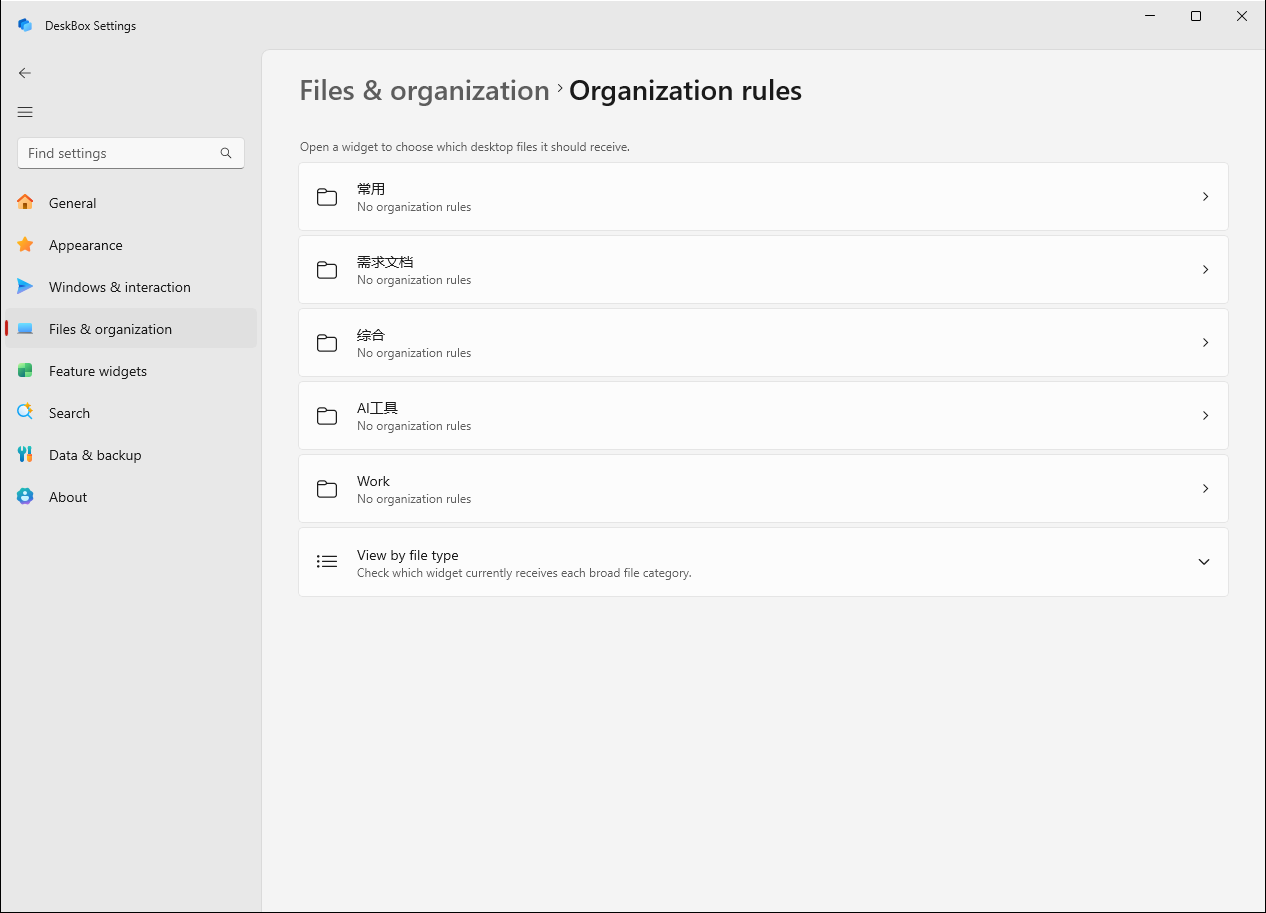 DeskBox Settings
Find settings
General
Appearance
Windows & interaction
Files & organization
Feature widgets
Search
Data & backup
About
Files & organization › Organization rules
Open a widget to choose which desktop files it should receive.
常用
No organization rules
需求文档
No organization rules
综合
No organization rules
AI工具
No organization rules
Work
No organization rules
View by file type
Check which widget currently receives each broad file category.